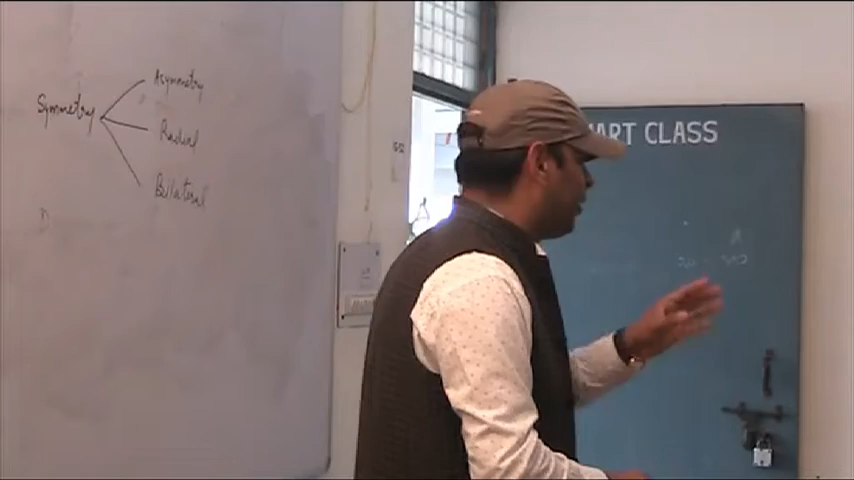 Asymmetry
Symmetry
Radial
Bilateral
D
ART CLASS